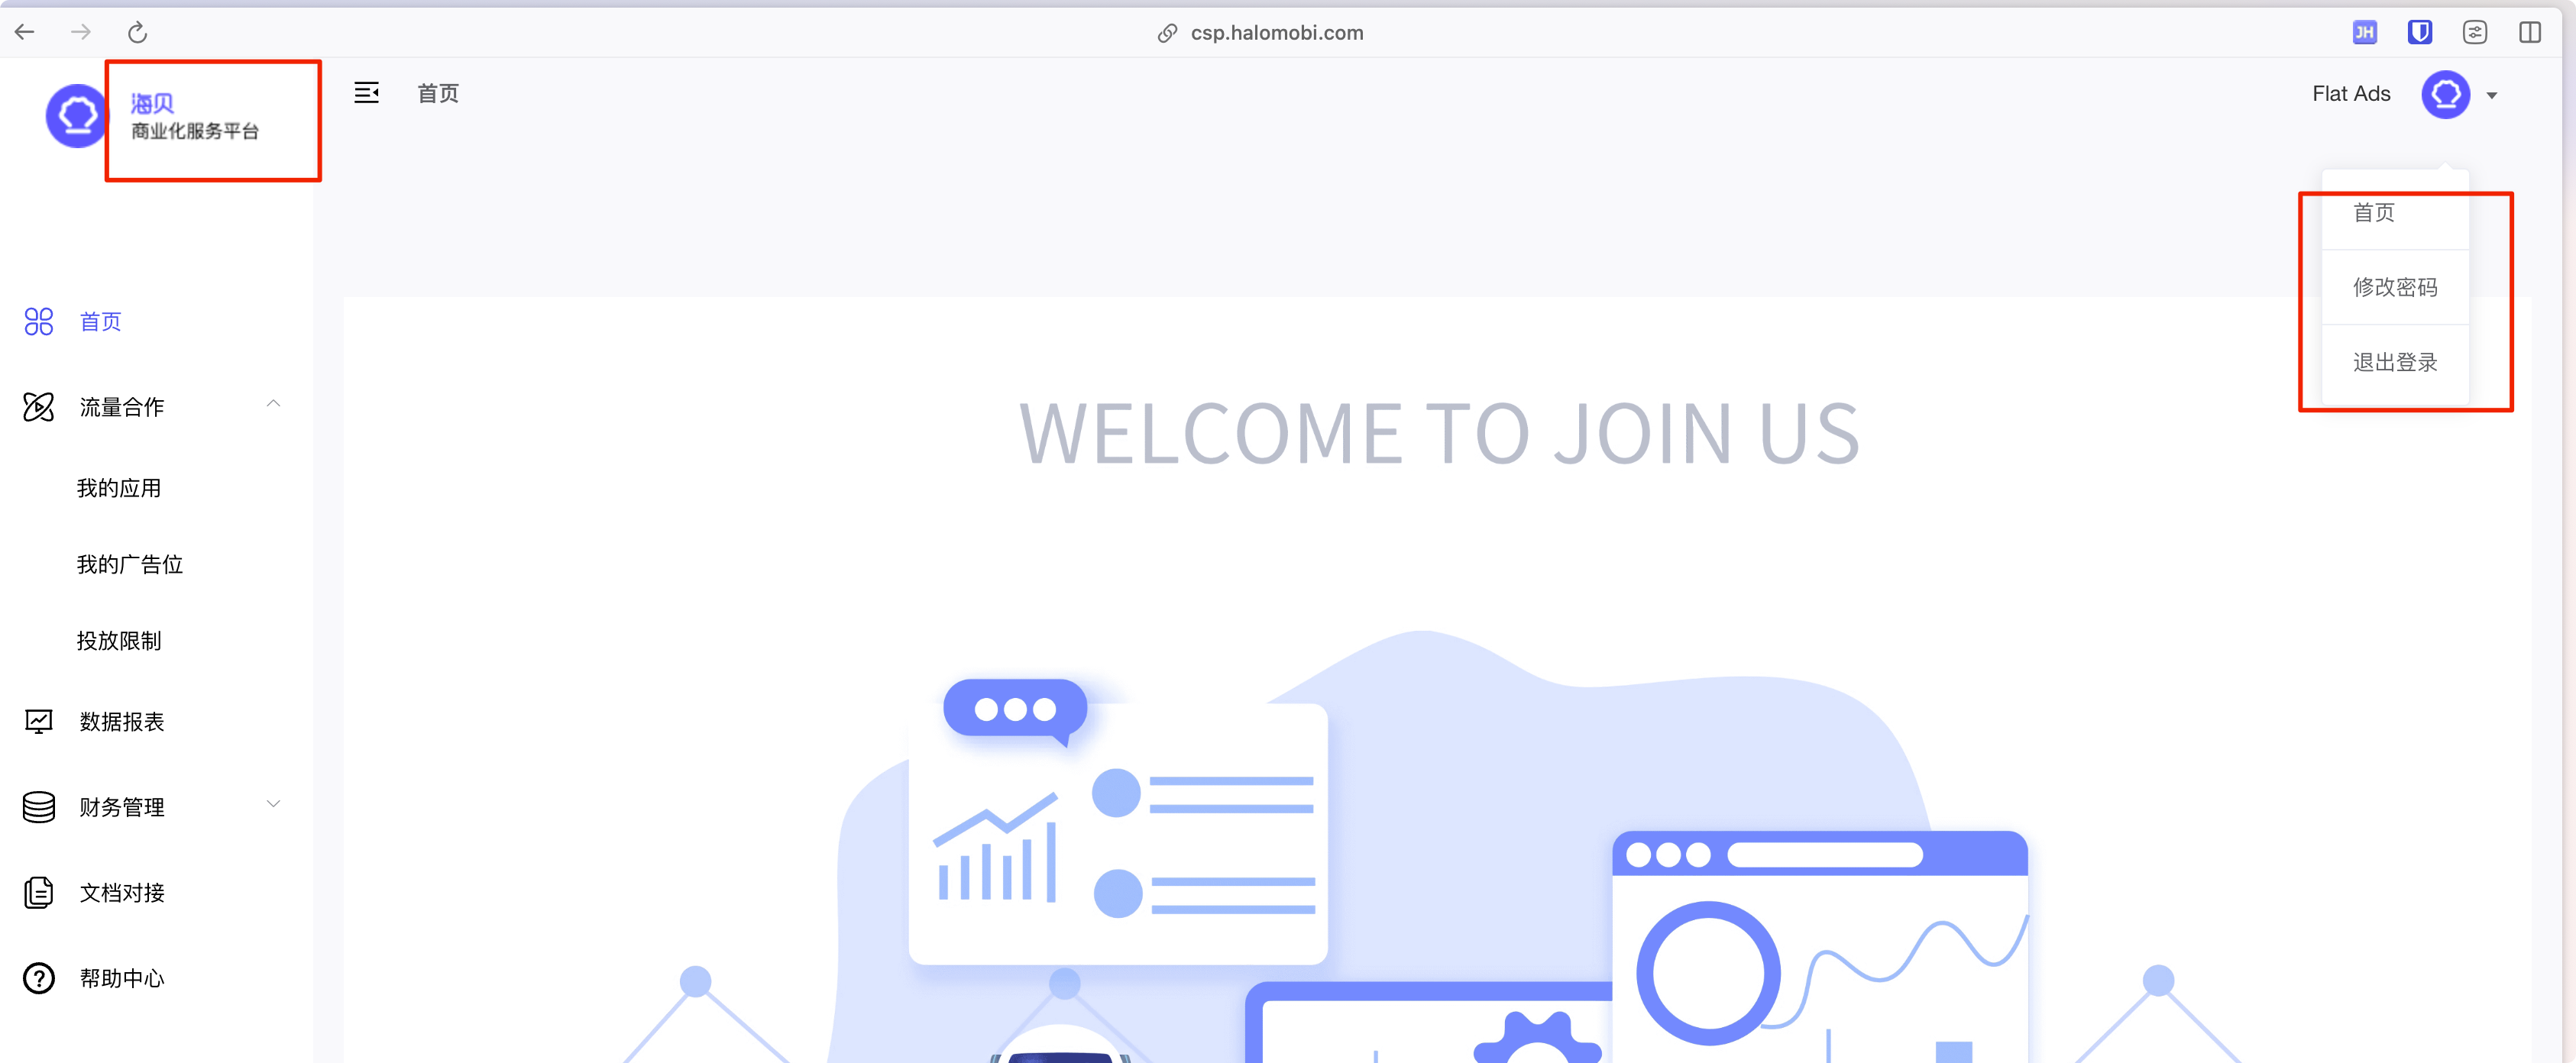 csp.halomobi.com
JH
海贝
商业化服务平台
首页
Flat Ads
首页
修改密码
退出登录
首页
流量合作
我的应用
我的广告位
投放限制
数据报表
财务管理
文档对接
帮助中心
WELCOME TO JOIN US